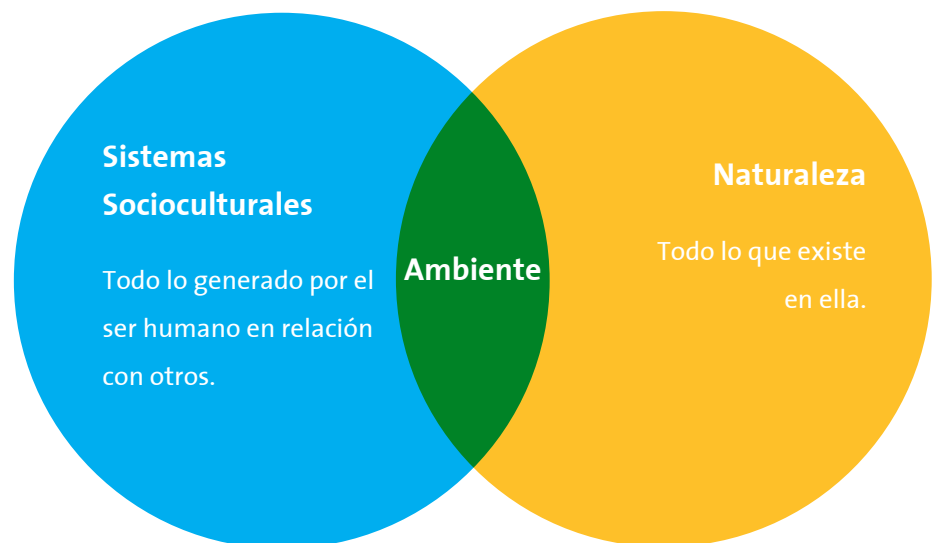 Sistemas
Socioculturales
Todo lo generado por el
ser humano en relación
con otros.
Ambiente
Naturaleza
Todo lo que existe
en ella.